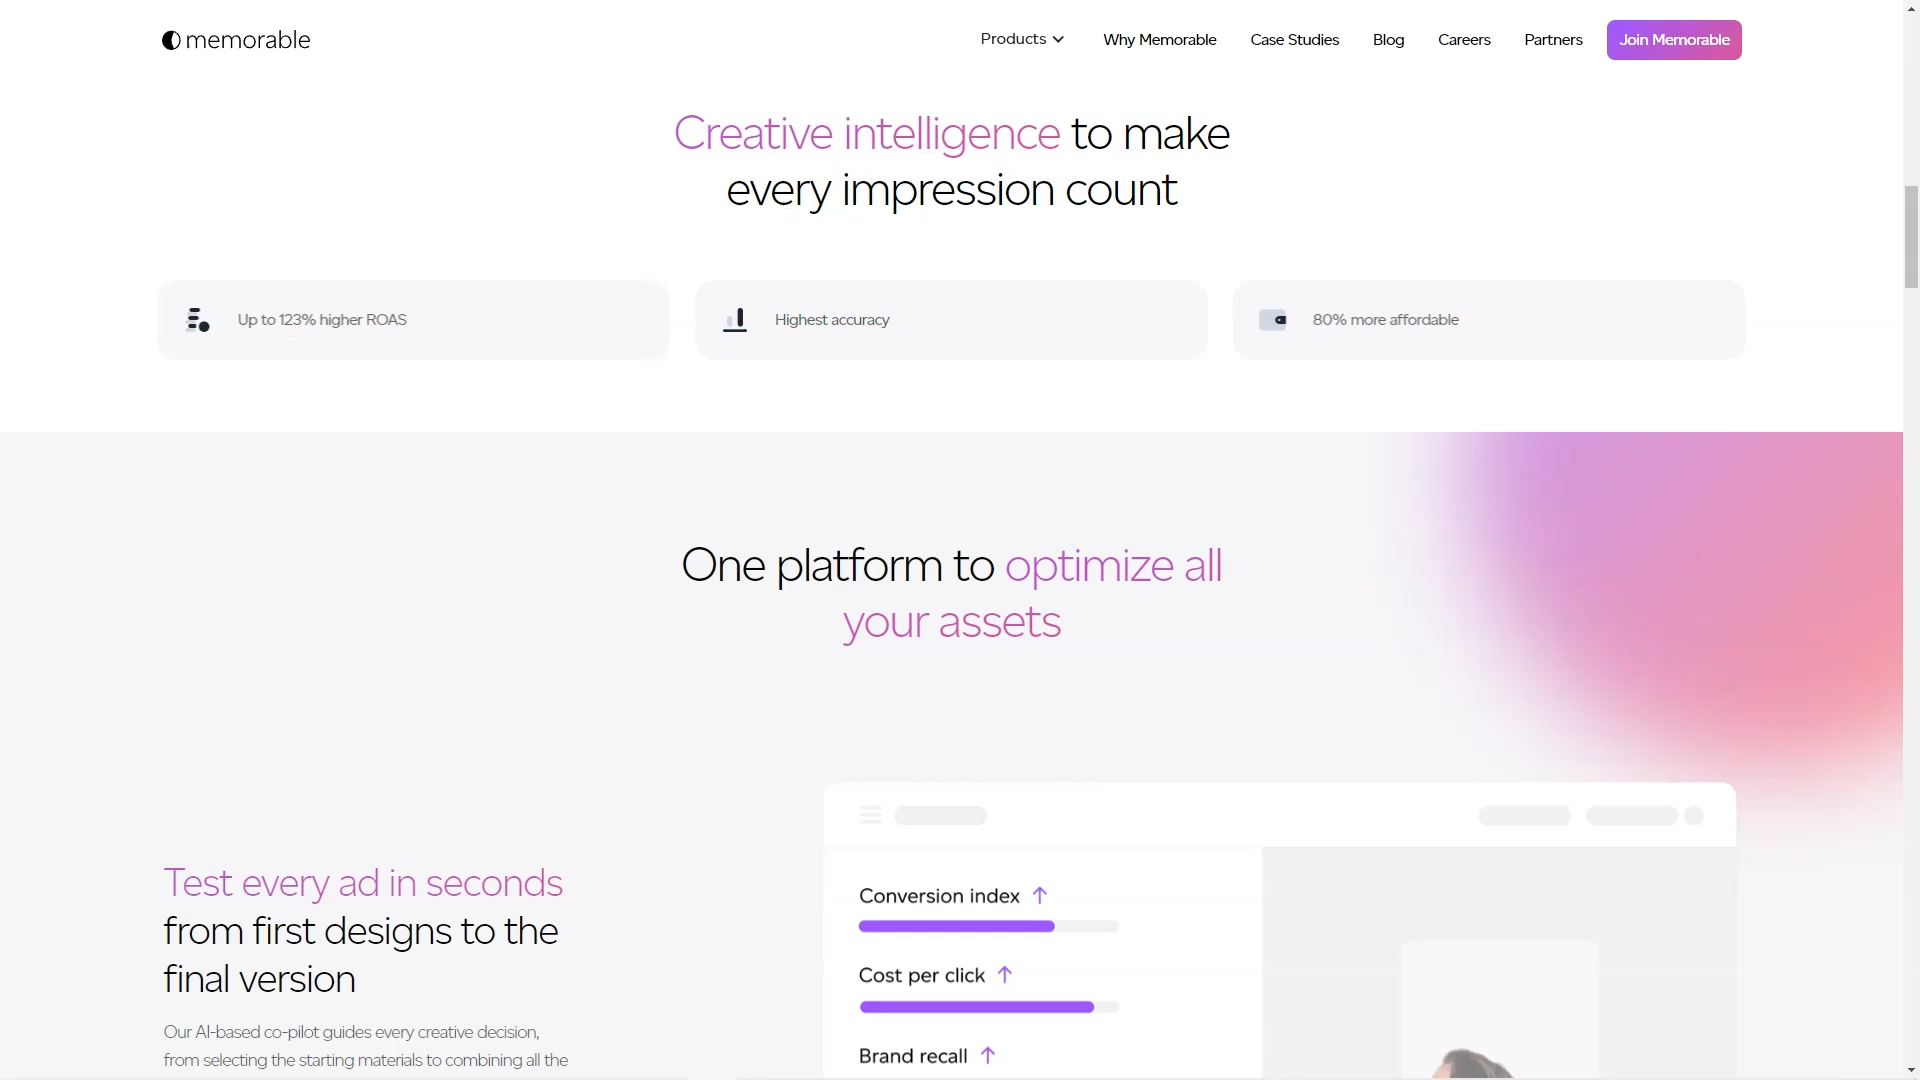 memorable
Products
Why Memorable
Case Studies
Blog
Careers
Partners
Join Memorable
Creative intelligence to make
every impression count
Up to 123% higher ROAS
Highest accuracy
80% more affordable
One platform to optimize all
your assets
Test every ad in seconds
from first designs to the
final version
Our AI-based co-pilot guides every creative decision,
from selecting the starting materials to combining all the
Conversion index
Cost per click
Brand recall